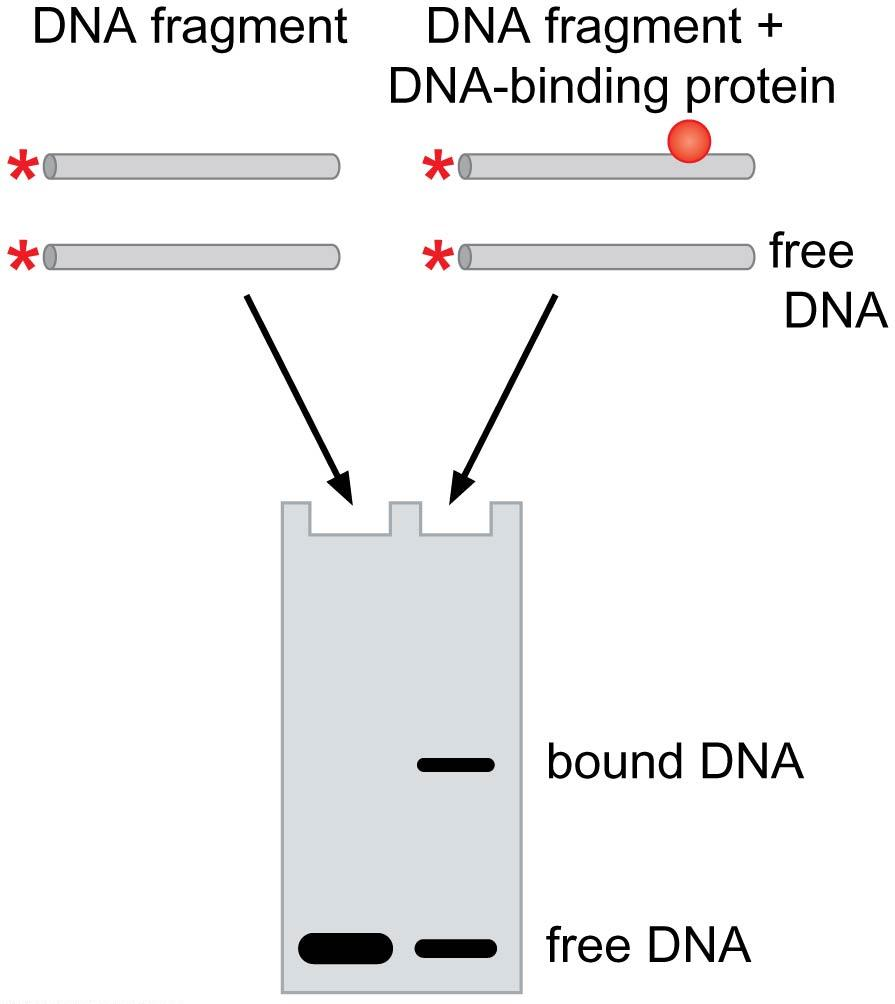 DNA fragment
DNA fragment +
DNA-binding protein
*
*
*
*
free
DNA
bound DNA
free DNA